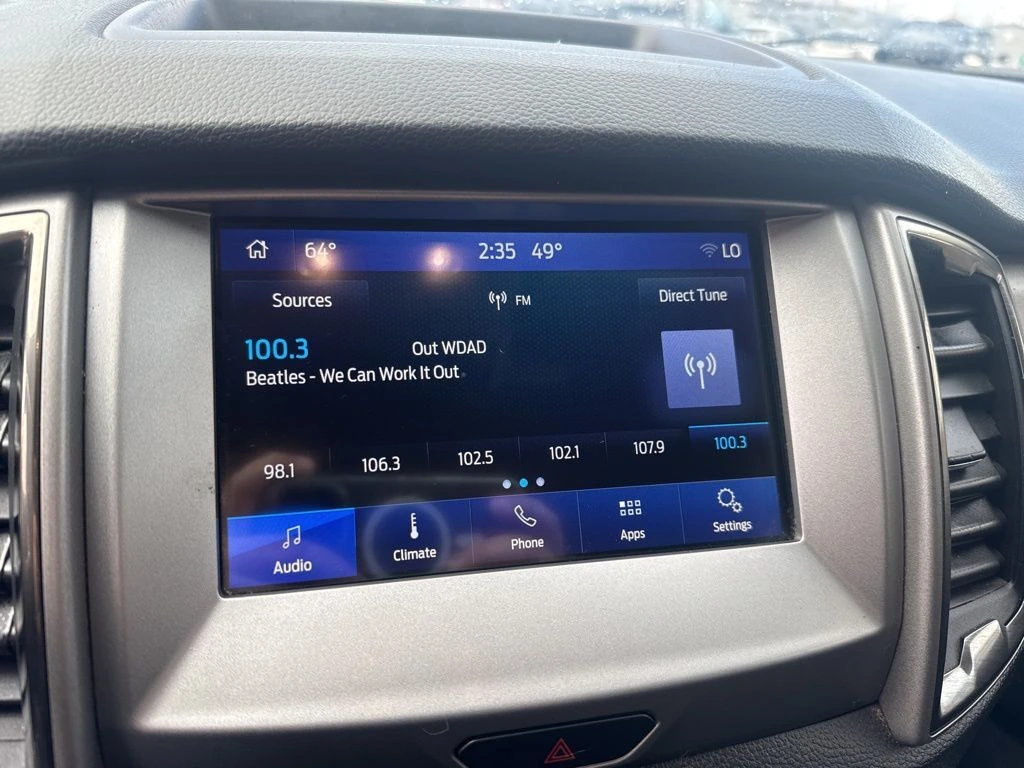 64° 2:35 49° LO
Sources FM Direct Tune
100.3 Out WDAD
Beatles - We Can Work It Out
98.1 106.3 102.5 102.1 107.9 100.3
Audio Climate Phone Apps Settings